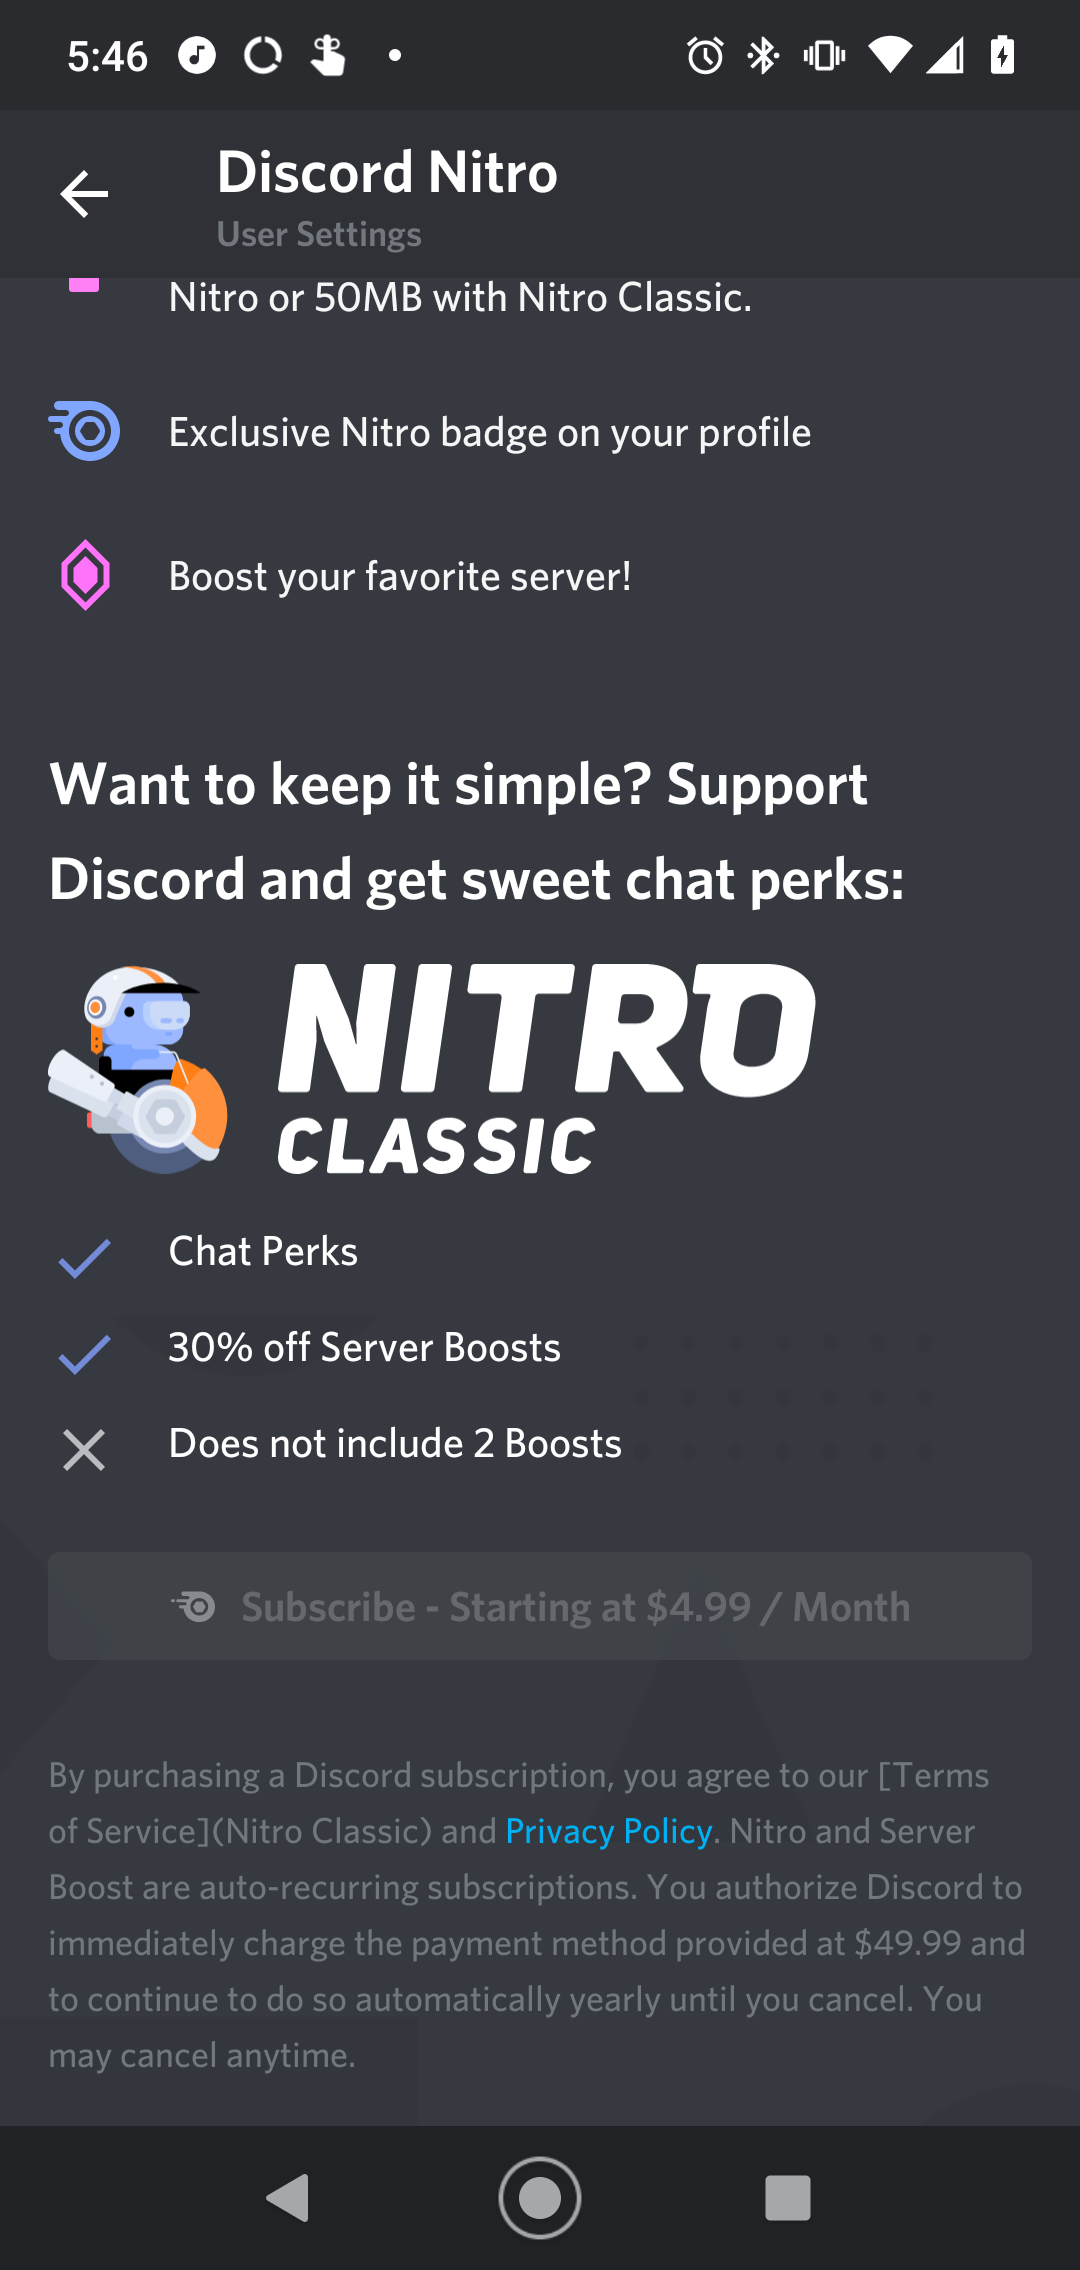 5:46
Discord Nitro
User Settings
Nitro or 50MB with Nitro Classic.
Exclusive Nitro badge on your profile
Boost your favorite server!
Want to keep it simple? Support
Discord and get sweet chat perks:
NITRO
CLASSIC
Chat Perks
30% off Server Boosts
Does not include 2 Boosts
Subscribe - Starting at $4.99 / Month
By purchasing a Discord subscription, you agree to our [Terms
of Service](Nitro Classic) and Privacy Policy. Nitro and Server
Boost are auto-recurring subscriptions. You authorize Discord to
immediately charge the payment method provided at $49.99 and
to continue to do so automatically yearly until you cancel. You
may cancel anytime.